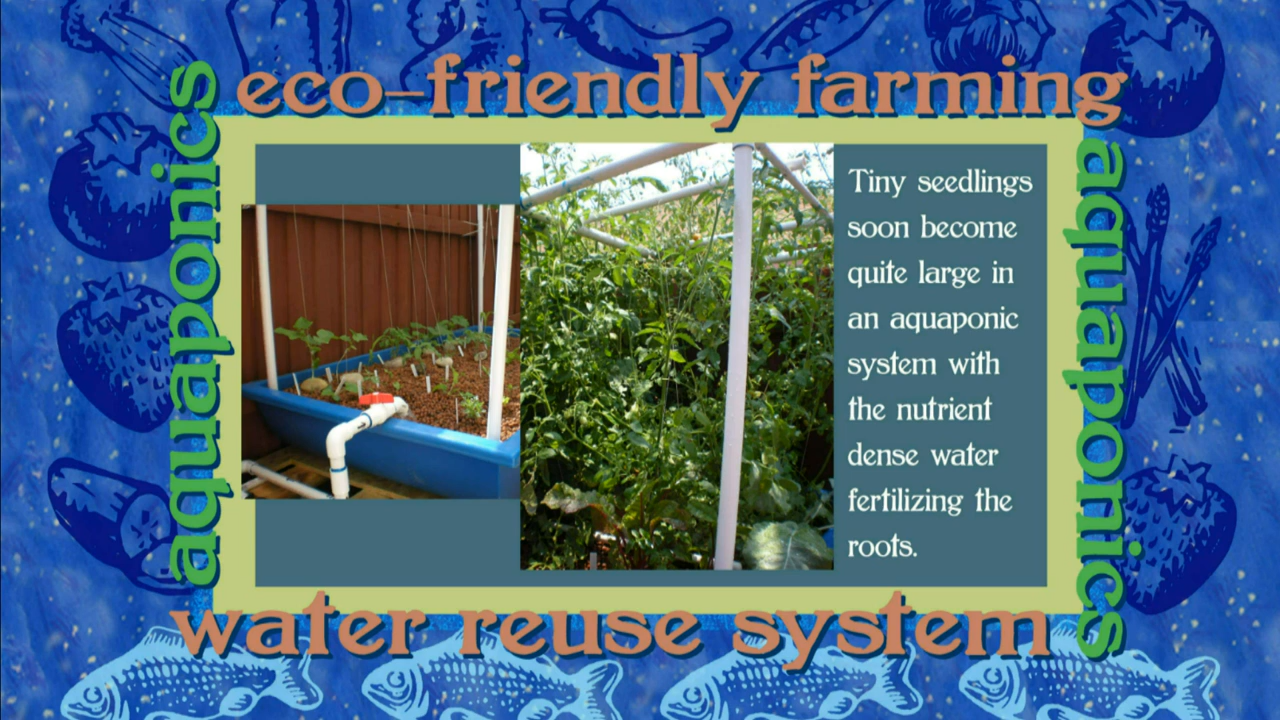 eco-friendly farming
aquaponics
Tiny seedlings
soon become
quite large in
an aquaponic
system with
the nutrient
dense water
fertilizing the
roots.
aquaponics
water reuse system